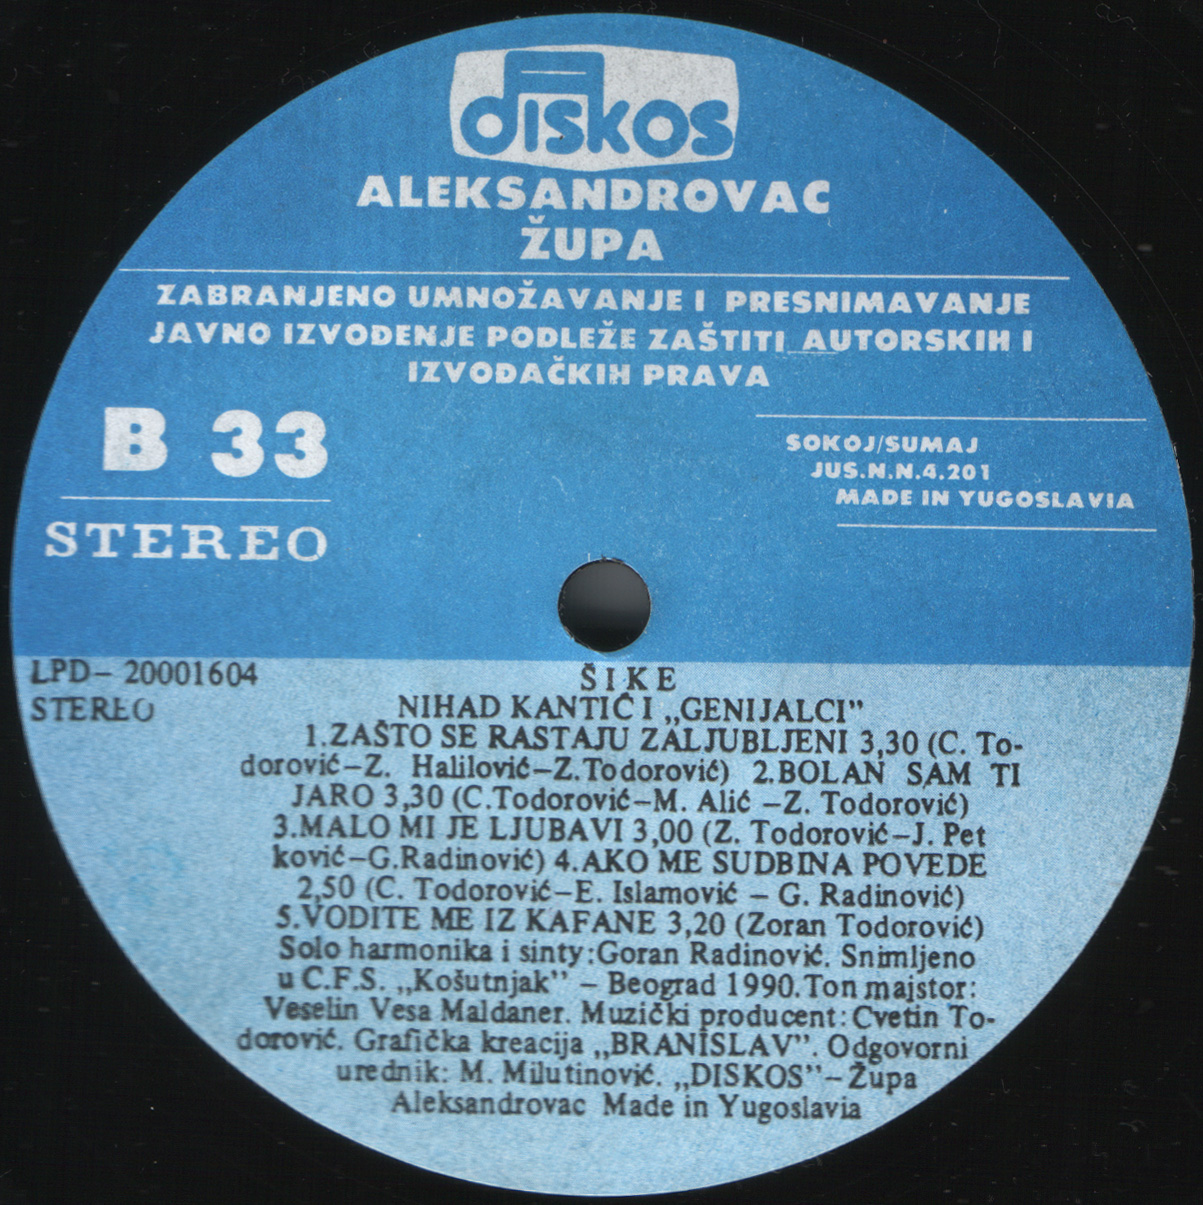 diskos
ALEKSANDROVAC
ŽUPA
ZABRANJENO UMNOŽAVANJE I PRESNIMAVANJE
JAVNO IZVOĐENJE PODLEŽE ZAŠTITI AUTORSKIH I
IZVOĐAČKIH PRAVA
B 33
STEREO
SOKOJ/SUMAJ
JUS.N.N.4.201
MADE IN YUGOSLAVIA
LPD– 20001604
STEREO
ŠIKE
NIHAD KANTIĆ I „GENIJALCI”
1.ZAŠTO SE RASTAJU ZALJUBLJENI 3,30 (C. To-
dorović–Z. Halilović–Z.Todorović) 2.BOLAN SAM TI
JARO 3,30 (C.Todorović–M. Alić –Z. Todorović)
3.MALO MI JE LJUBAVI 3,00 (Z. Todorović–J. Pet
ković–G.Radinović) 4.AKO ME SUDBINA POVEDE
2,50 (C. Todorović–E. Islamović – G. Radinović)
5.VODITE ME IZ KAFANE 3,20 (Zoran Todorović)
Solo harmonika i sinty:Goran Radinović. Snimljeno
u C.F.S. „Košutnjak” – Beograd 1990.Ton majstor:
Veselin Vesa Maldaner. Muzički producent: Cvetin To-
dorović. Grafička kreacija „BRANISLAV”. Odgovorni
urednik: M. Milutinović. „DISKOS”–Župa
Aleksandrovac Made in Yugoslavia